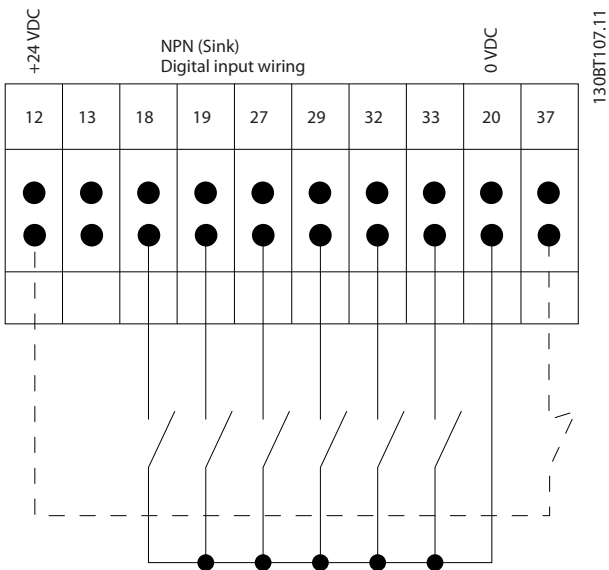 +24 VDC
NPN (Sink)
Digital input wiring
0 VDC
130BT107.11
12 13 18 19 27 29 32 33 20 37